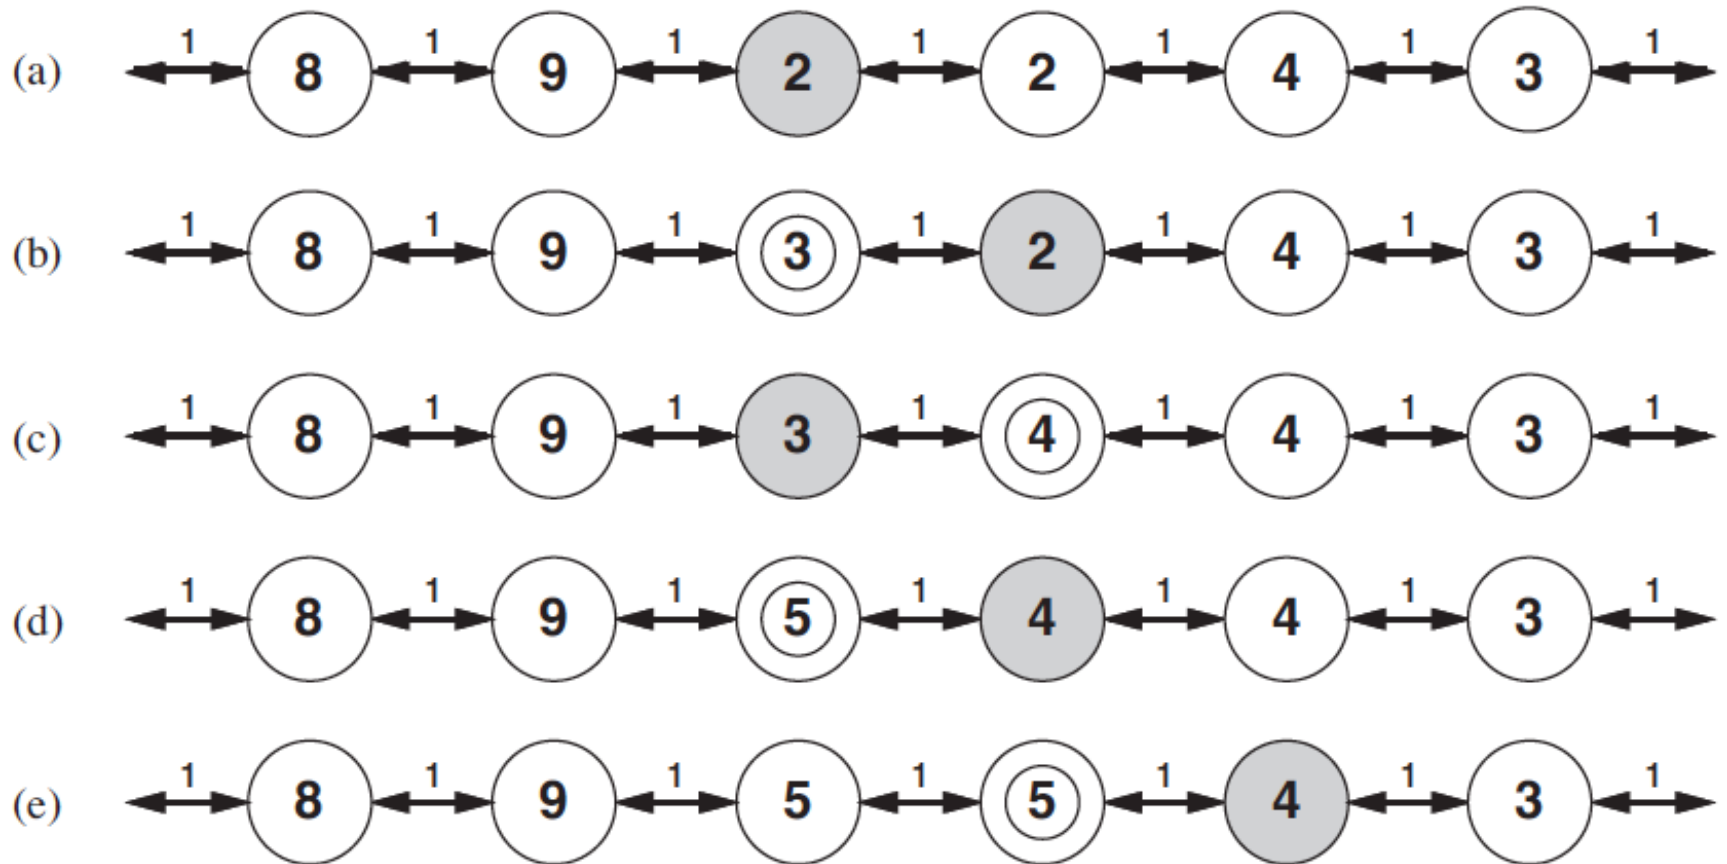 1 1 1 1 1 1 1
(a) 8 9 2 2 4 3
1 1 1 1 1 1 1
(b) 8 9 3 2 4 3
1 1 1 1 1 1 1
(c) 8 9 3 4 4 3
1 1 1 1 1 1 1
(d) 8 9 5 4 4 3
1 1 1 1 1 1 1
(e) 8 9 5 5 4 3